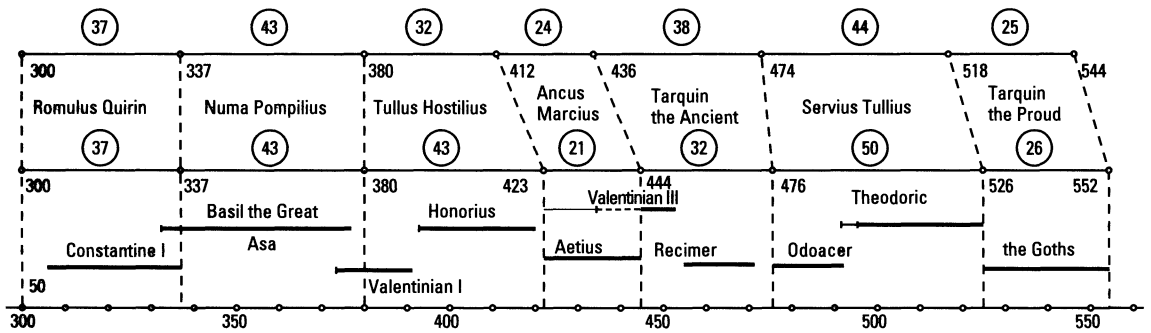 37 43 32 24 38 44 25
300 337 380 412 436 474 518 544
Romulus Quirin Numa Pompilius Tullus Hostilius Ancus Marcius Tarquin the Ancient Servius Tullius Tarquin the Proud
37 43 43 21 32 50 26
300 337 380 423 444 476 526 552
Valentinian III
Theodoric
Basil the Great Honorius
Asa
Constantine I Aetius Recimer Odoacer the Goths
50 Valentinian I
300 350 400 450 500 550